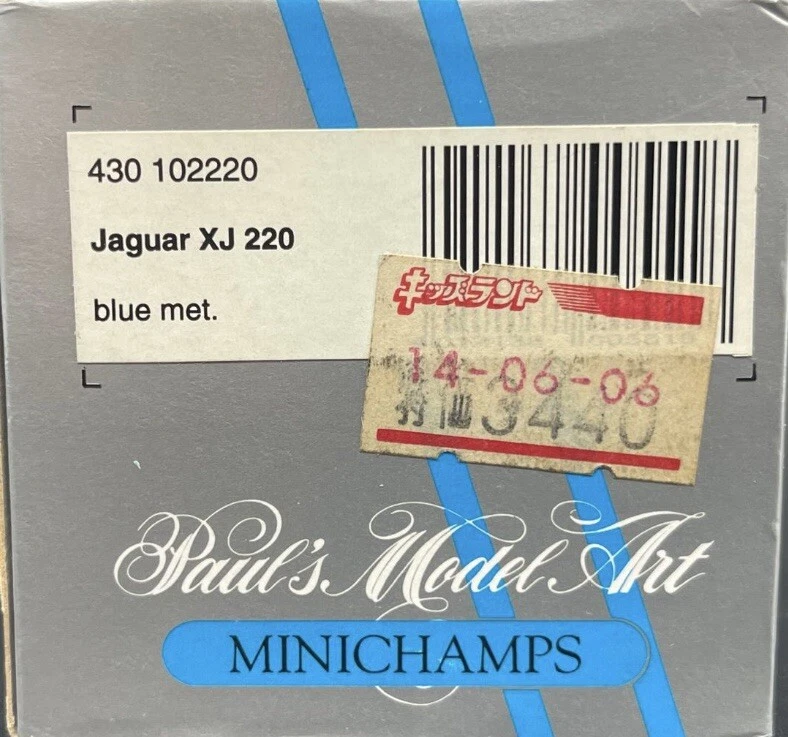 430 102220
Jaguar XJ 220
blue met.
キッズランド
14-06-06
3440
Paul's Model Art
MINICHAMPS